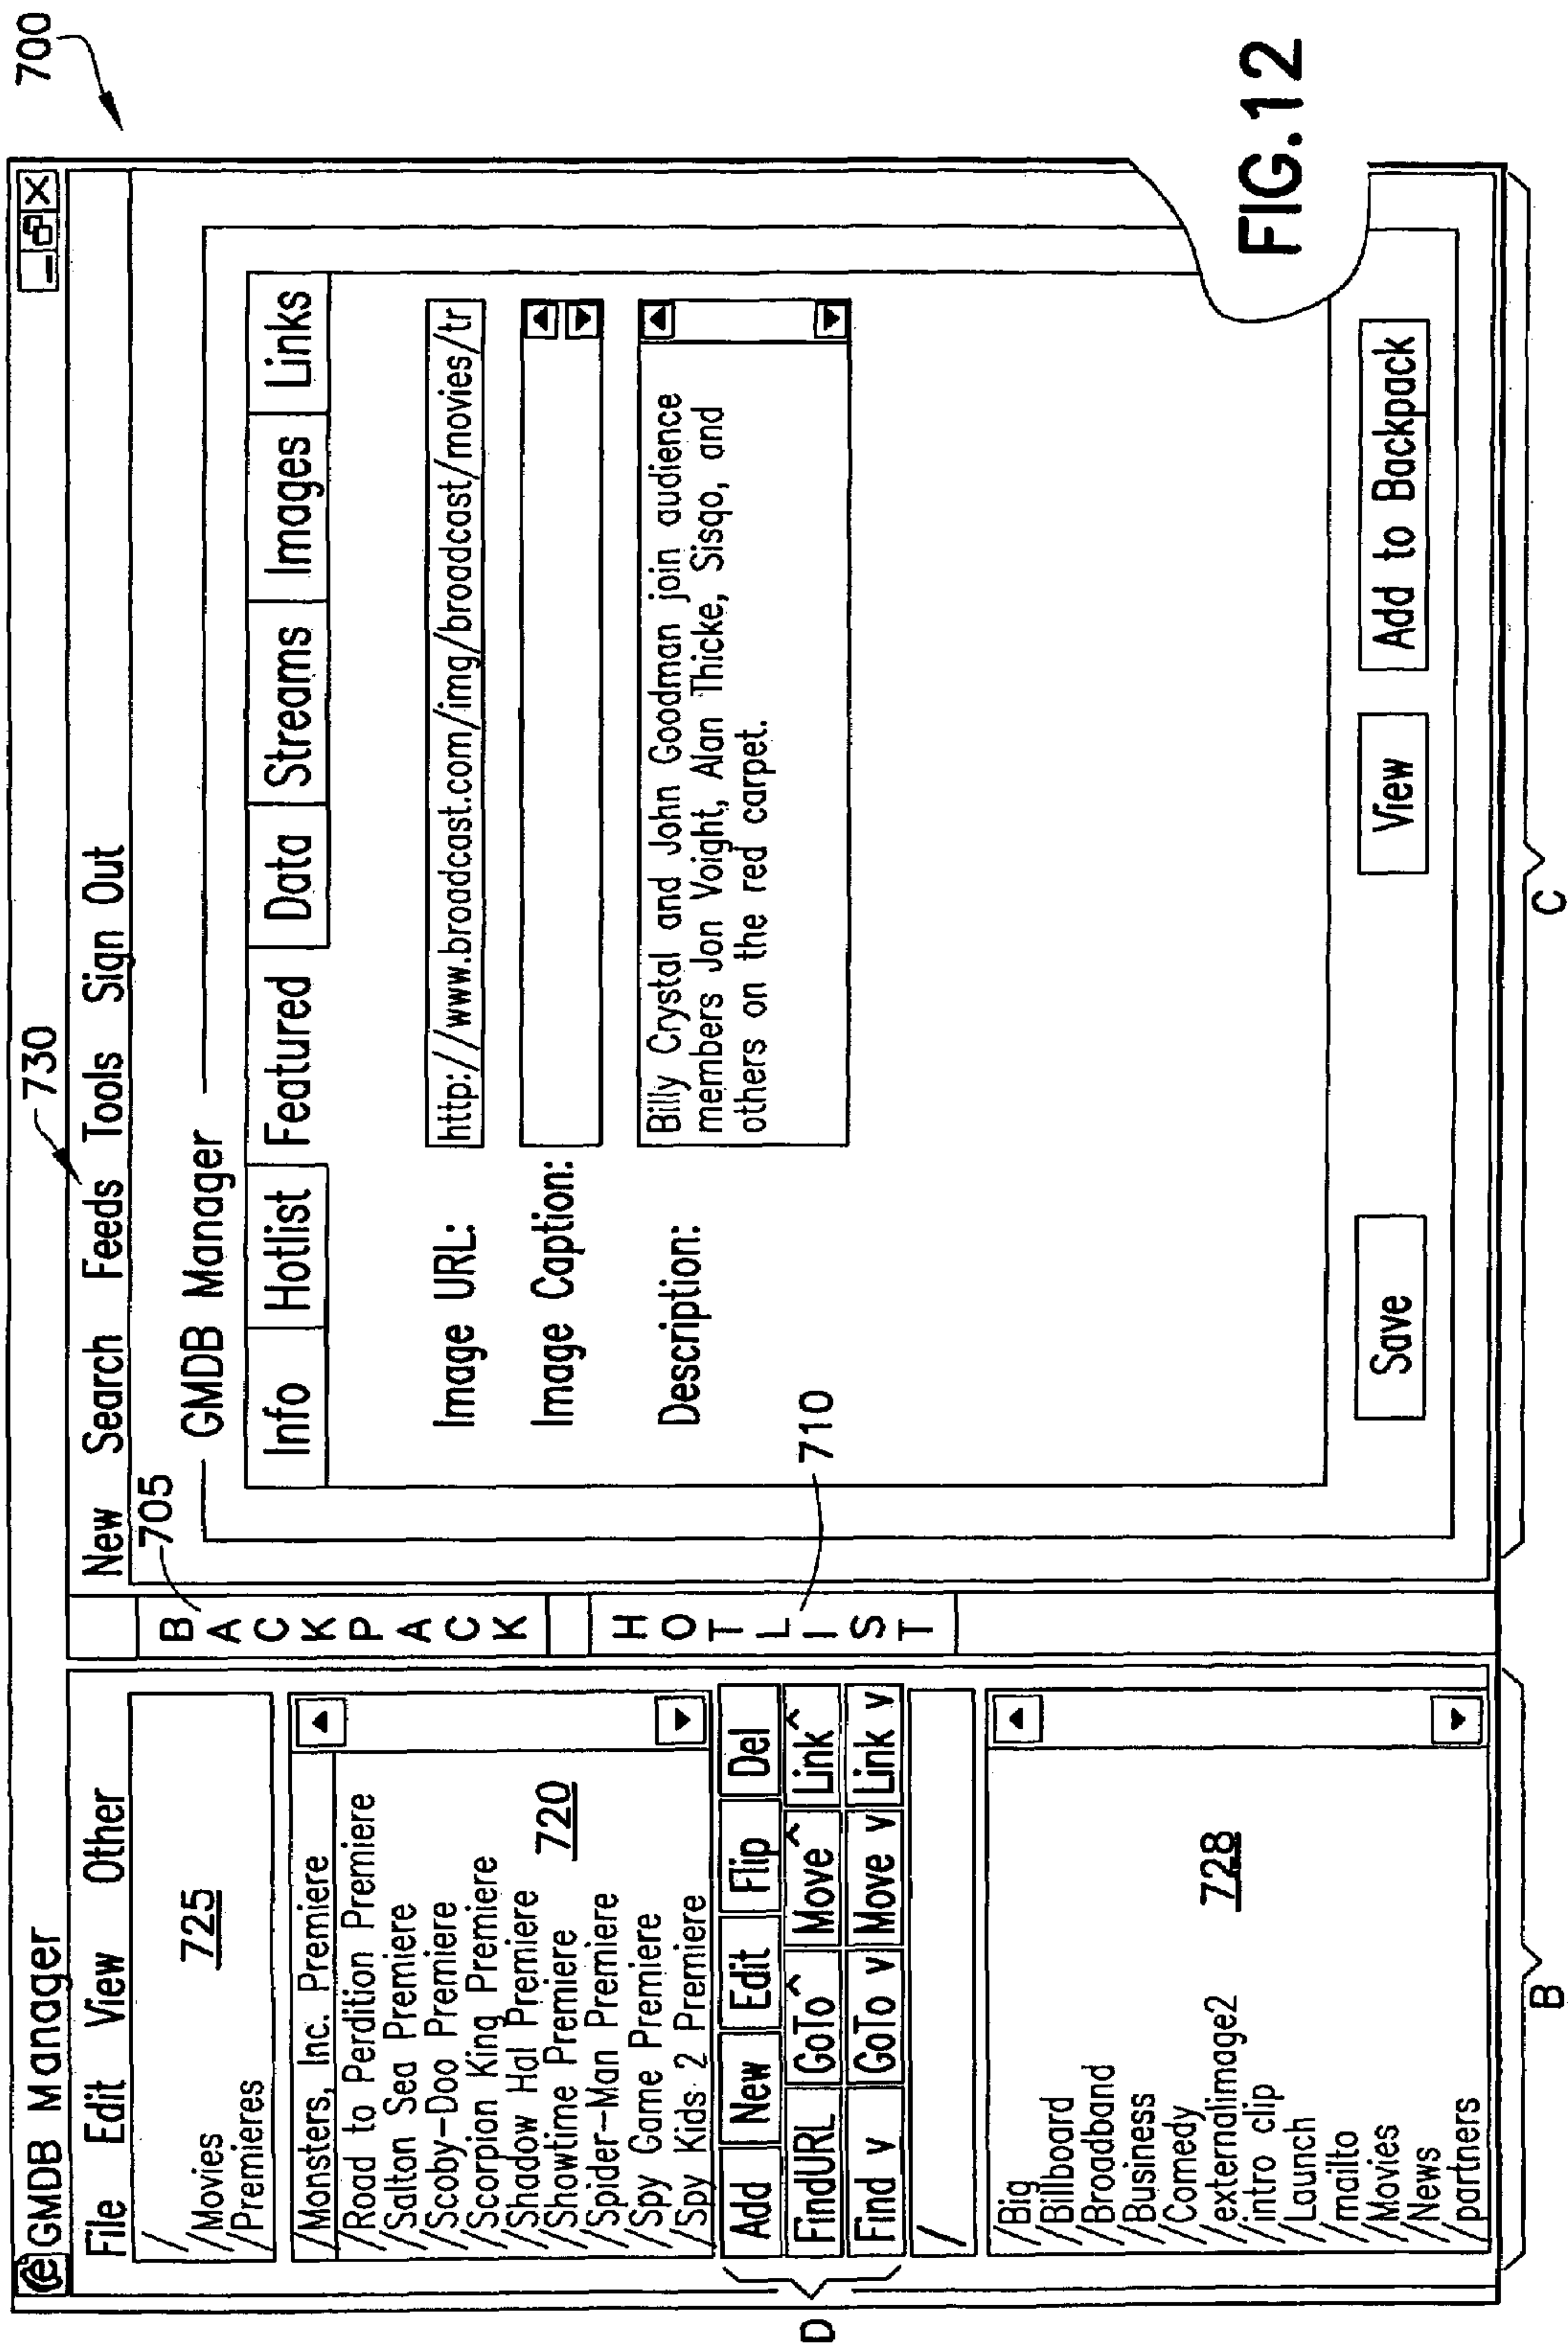 700
@ GMDB Manager
File Edit View Other
/
/Movies
/Premieres
725
/Monsters, Inc. Premiere
/Road to Perdition Premiere
/Salton Sea Premiere
/Scoby-Doo Premiere
/Scorpion King Premiere
/Shadow Hal Premiere
/Showtime Premiere
/Spider-Man Premiere
/Spy Game Premiere
/Spy Kids 2 Premiere
720
Add New Edit Flip Del
FindURL GoTo ^ Move ^ Link ^
Find v GoTo v Move v Link v
D
/
/Big
/Billboard
/Broadband
/Business
/Comedy
/externalimage2
/intro clip
/Launch
/mailto
/Movies
/News
/partners
728
B
BACKPACK
705
HOTLIST
710
730
New Search Feeds Tools Sign Out
GMDB Manager
Info Hotlist Featured Data Streams Images Links
Image URL: http://www.broadcast.com/img/broadcast/movies/tr
Image Caption:
Description: Billy Crystal and John Goodman join audience
members Jon Voight, Alan Thicke, Sisqo, and
others on the red carpet.
Save View Add to Backpack
C
FIG.12